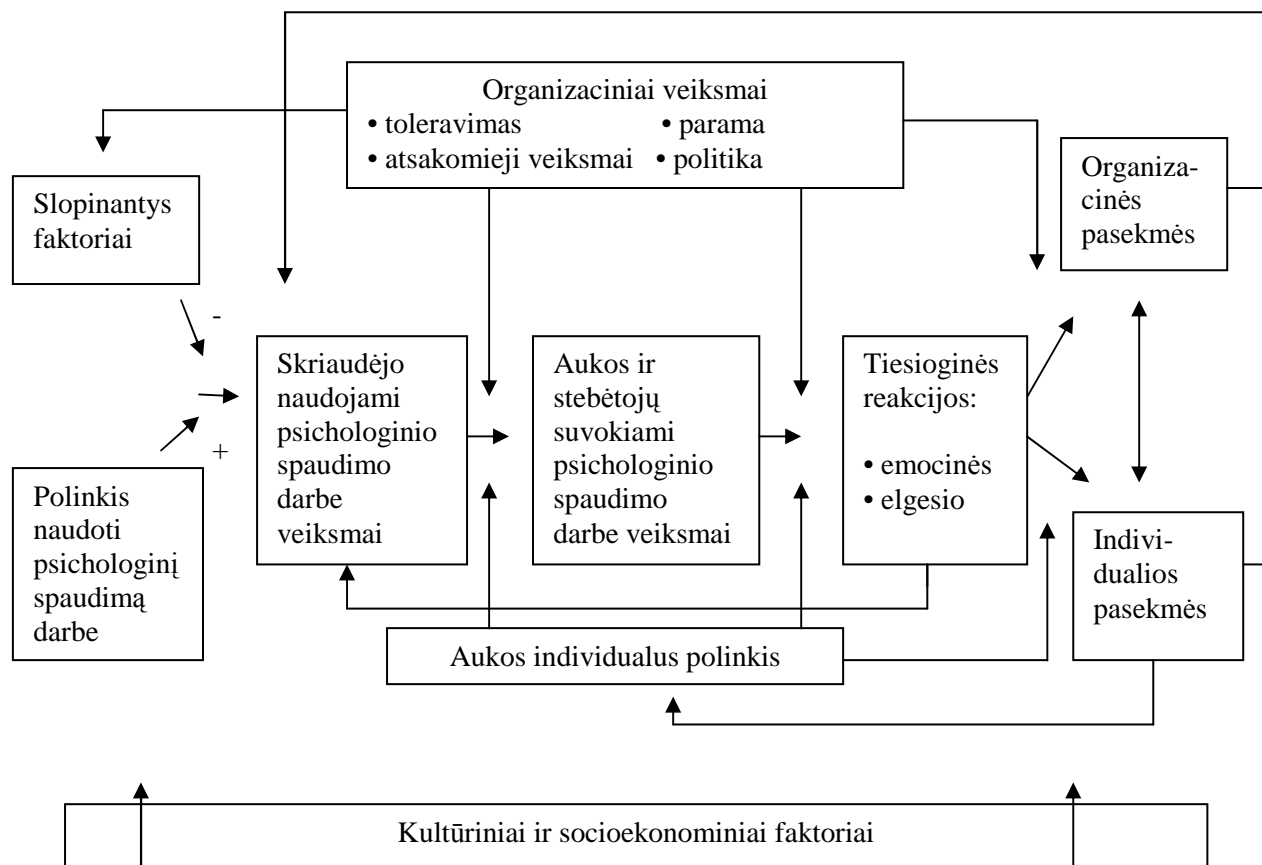 Organizaciniai veiksmai
• toleravimas • parama
• atsakomieji veiksmai • politika
Organiza-
cinės
pasekmės
Slopinantys
faktoriai
-
+
Skriaudėjo
naudojami
psichologinio
spaudimo
darbe
veiksmai
Aukos ir
stebėtojų
suvokiami
psichologinio
spaudimo
darbe veiksmai
Tiesioginės
reakcijos:
• emocinės
• elgesio
Polinkis
naudoti
psichologinį
spaudimą
darbe
Indivi-
dualios
pasekmės
Aukos individualus polinkis
Kultūriniai ir socioekonominiai faktoriai